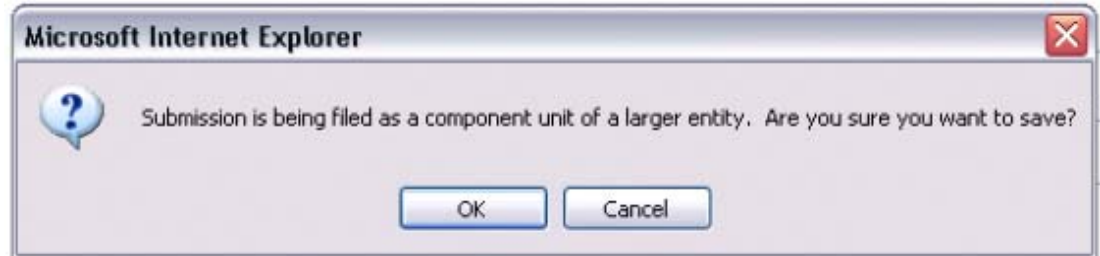 Microsoft Internet Explorer
Submission is being filed as a component unit of a larger entity.  Are you sure you want to save?
OK
Cancel